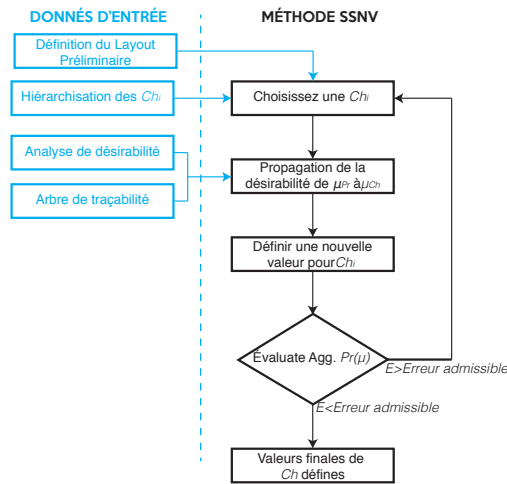 DONNÉS D'ENTRÉE
MÉTHODE SSNV
Définition du Layout
Préliminaire
Hiérarchisation des Chi
Choisissez une Chi
Analyse de désirabilité
Arbre de traçabilité
Propagation de la
désirabilité de μPr àμCh
Définir une nouvelle
valeur pourChi
Évaluate Agg. Pr(μ)
E>Erreur admissible
E<Erreur admissible
Valeurs finales de
Ch défines